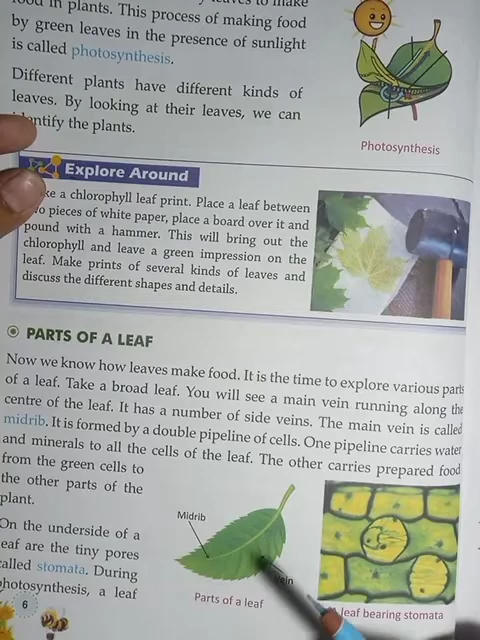 food in plants. This process of making food
by green leaves in the presence of sunlight
is called photosynthesis.
Different plants have different kinds of
leaves. By looking at their leaves, we can
identify the plants.
Photosynthesis
Explore Around
a chlorophyll leaf print. Place a leaf between
two pieces of white paper, place a board over it and
pound with a hammer. This will bring out the
chlorophyll and leave a green impression on the
leaf. Make prints of several kinds of leaves and
discuss the different shapes and details.
PARTS OF A LEAF
Now we know how leaves make food. It is the time to explore various parts
of a leaf. Take a broad leaf. You will see a main vein running along the
centre of the leaf. It has a number of side veins. The main vein is called
midrib. It is formed by a double pipeline of cells. One pipeline carries water
and minerals to all the cells of the leaf. The other carries prepared food
from the green cells to
the other parts of the
plant.
On the underside of a
leaf are the tiny pores
called stomata. During
photosynthesis, a leaf
Midrib
Vein
Parts of a leaf
leaf bearing stomata
6